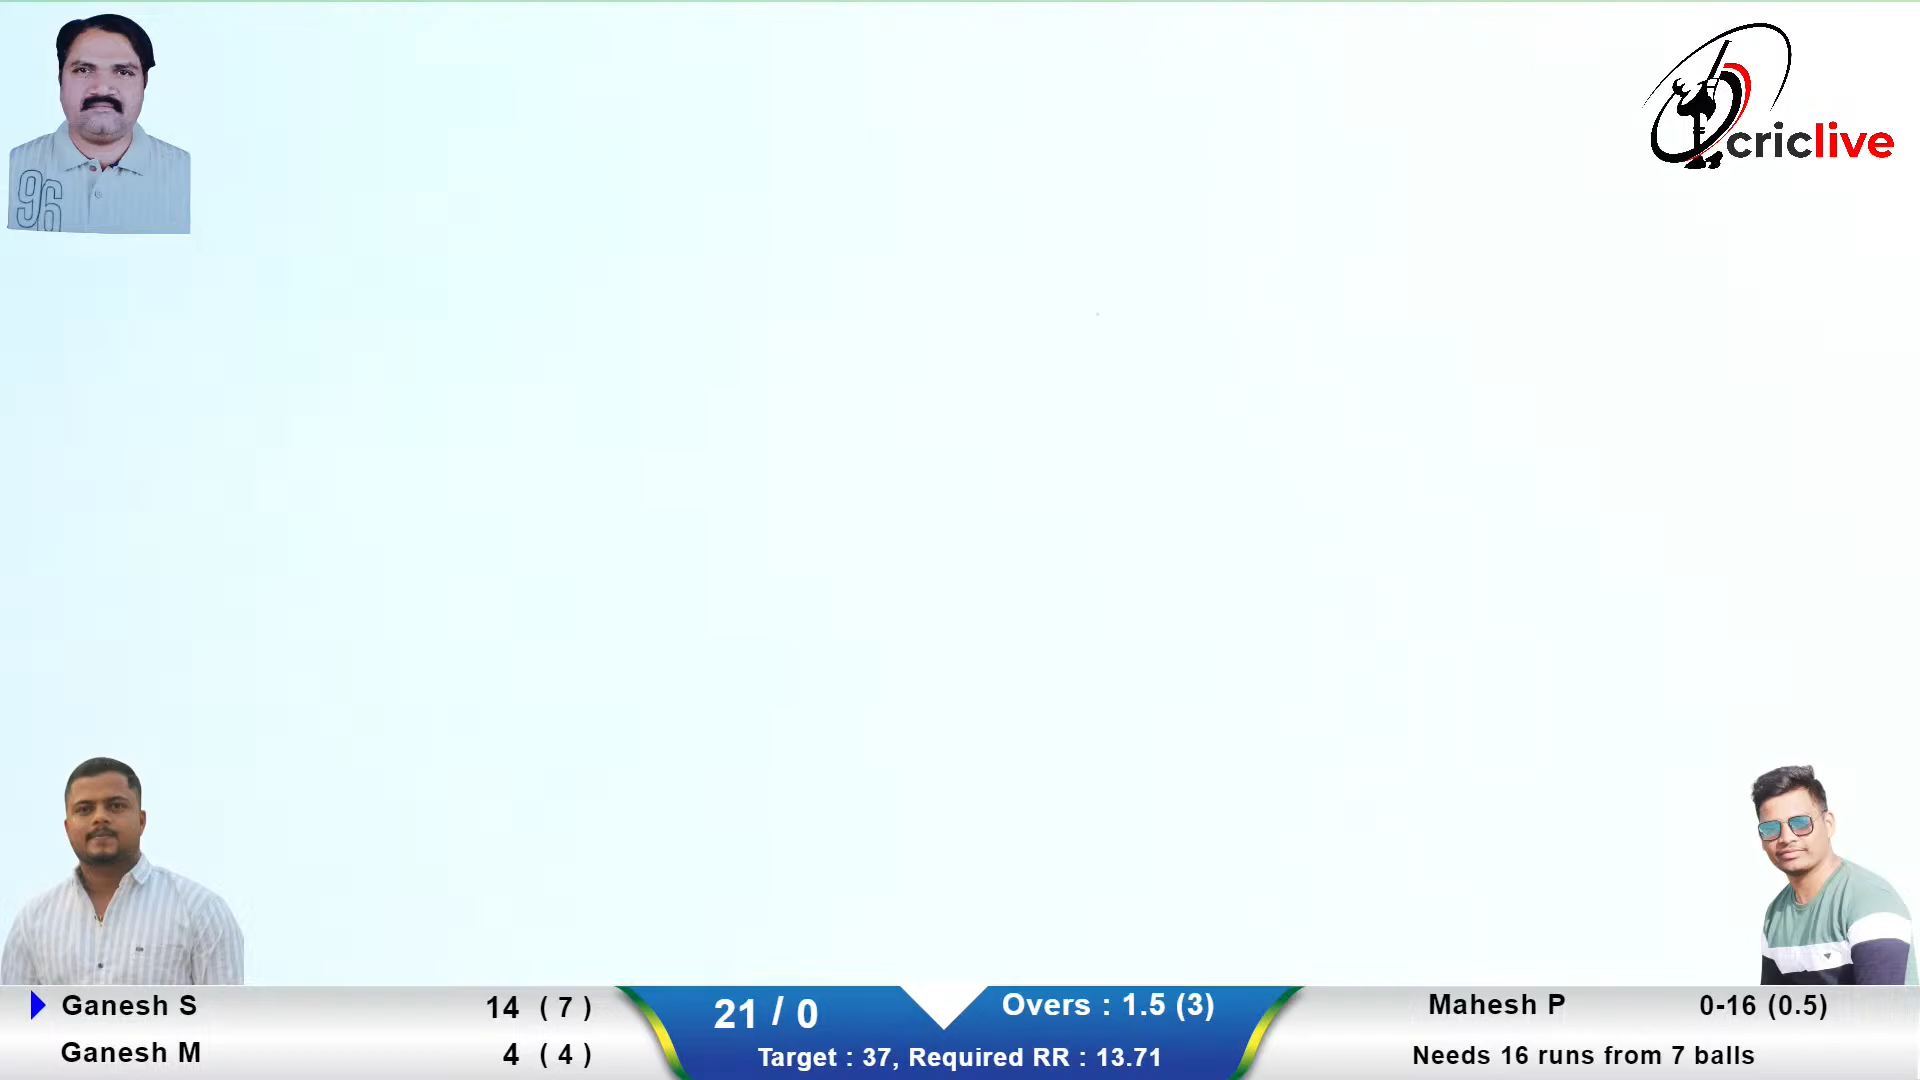 96
criclive
Ganesh S 14 ( 7 )
Ganesh M 4 ( 4 )
21 / 0
Overs : 1.5 (3)
Target : 37, Required RR : 13.71
Mahesh P 0-16 (0.5)
Needs 16 runs from 7 balls